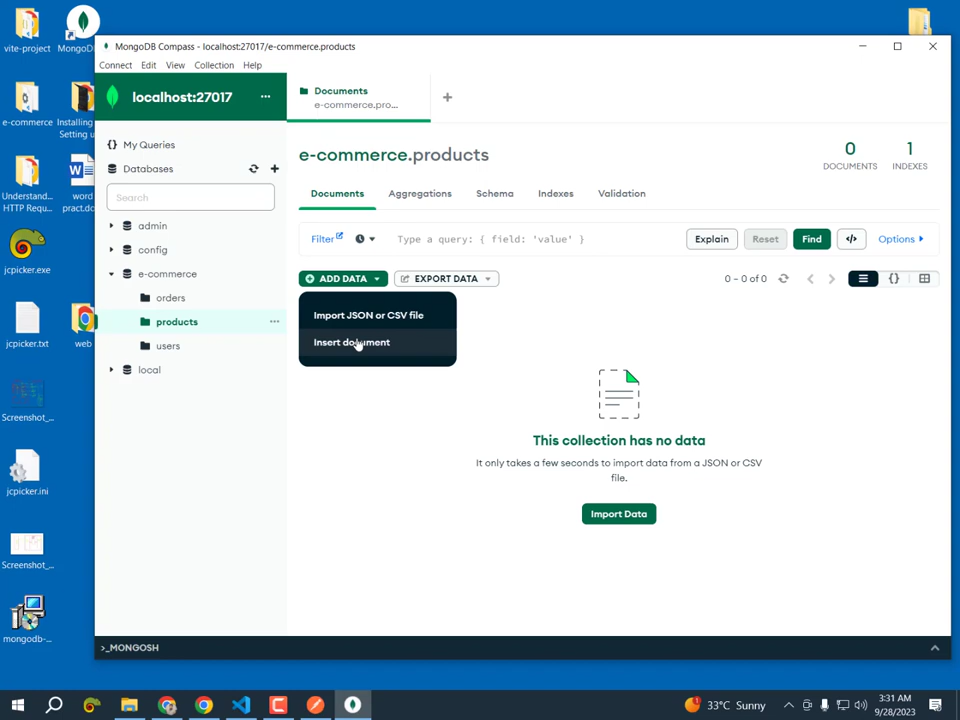 vite-project
MongoD
e-commerce
Installing
Setting u
Understand...
HTTP Requ...
word
pract.do
jcpicker.exe
jcpicker.txt
web
Screenshot_...
jcpicker.ini
Screenshot_...
mongodb-...
MongoDB Compass - localhost:27017/e-commerce.products
Connect Edit View Collection Help
localhost:27017 ...
Documents
e-commerce.pro...
+
{} My Queries
Databases
Search
admin
config
e-commerce
orders
products ...
users
local
e-commerce.products
0
DOCUMENTS
1
INDEXES
Documents Aggregations Schema Indexes Validation
Filter Type a query: { field: 'value' } Explain Reset Find </> Options
ADD DATA EXPORT DATA 0 – 0 of 0 {}
Import JSON or CSV file
Insert document
This collection has no data
It only takes a few seconds to import data from a JSON or CSV
file.
Import Data
>_MONGOSH
33°C Sunny
3:31 AM
9/28/2023